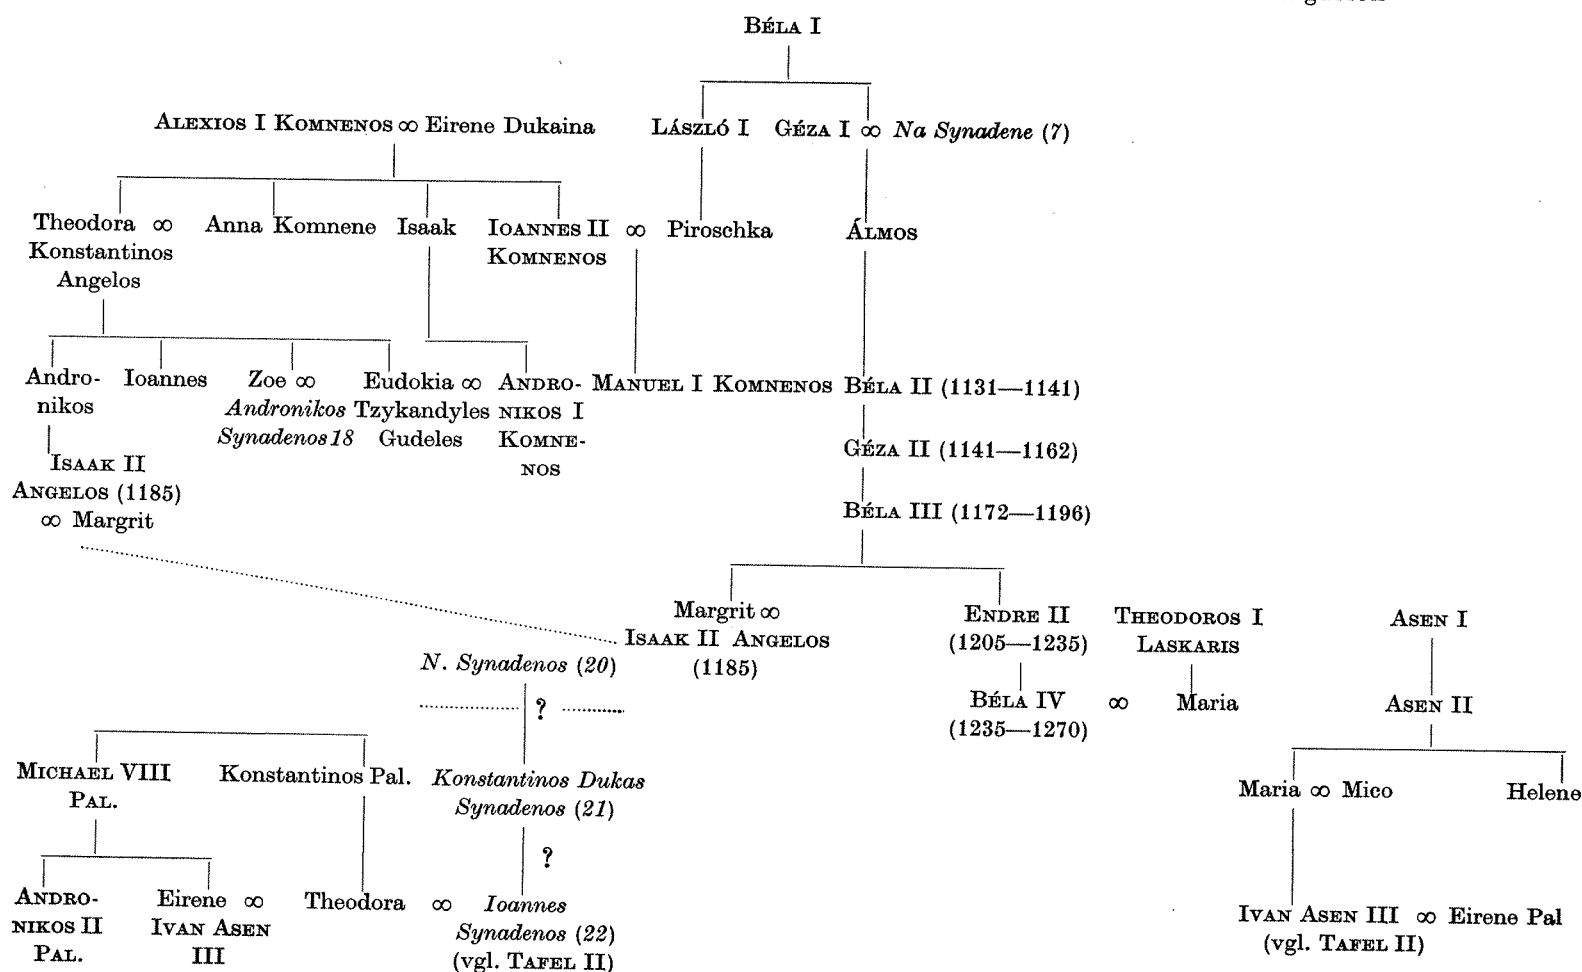 BÉLA I
ALEXIOS I KOMNENOS ∞ Eirene Dukaina
LÁSZLÓ I
GÉZA I ∞ Na Synadene (7)
Theodora ∞
Konstantinos
Angelos
Anna Komnene
Isaak
IOANNES II ∞
KOMNENOS
Piroschka
ÁLMOS
Andro-
nikos
Ioannes
Zoe ∞
Andronikos
Synadenos 18
Eudokia ∞
Tzykandyles
Gudeles
ANDRO-
NIKOS I
KOMNE-
NOS
MANUEL I KOMNENOS
BÉLA II (1131—1141)
ISAAK II
ANGELOS (1185)
∞ Margrit
GÉZA II (1141—1162)
BÉLA III (1172—1196)
Margrit ∞
ISAAK II ANGELOS
(1185)
ENDRE II
(1205—1235)
THEODOROS I
LASKARIS
ASEN I
N. Synadenos (20)
?
BÉLA IV ∞
(1235—1270)
Maria
ASEN II
MICHAEL VIII
PAL.
Konstantinos Pal.
Konstantinos Dukas
Synadenos (21)
Maria ∞ Mico
Helene
?
ANDRO-
NIKOS II
PAL.
Eirene ∞
IVAN ASEN
III
Theodora ∞
Ioannes
Synadenos (22)
(vgl. TAFEL II)
IVAN ASEN III ∞ Eirene Pal
(vgl. TAFEL II)